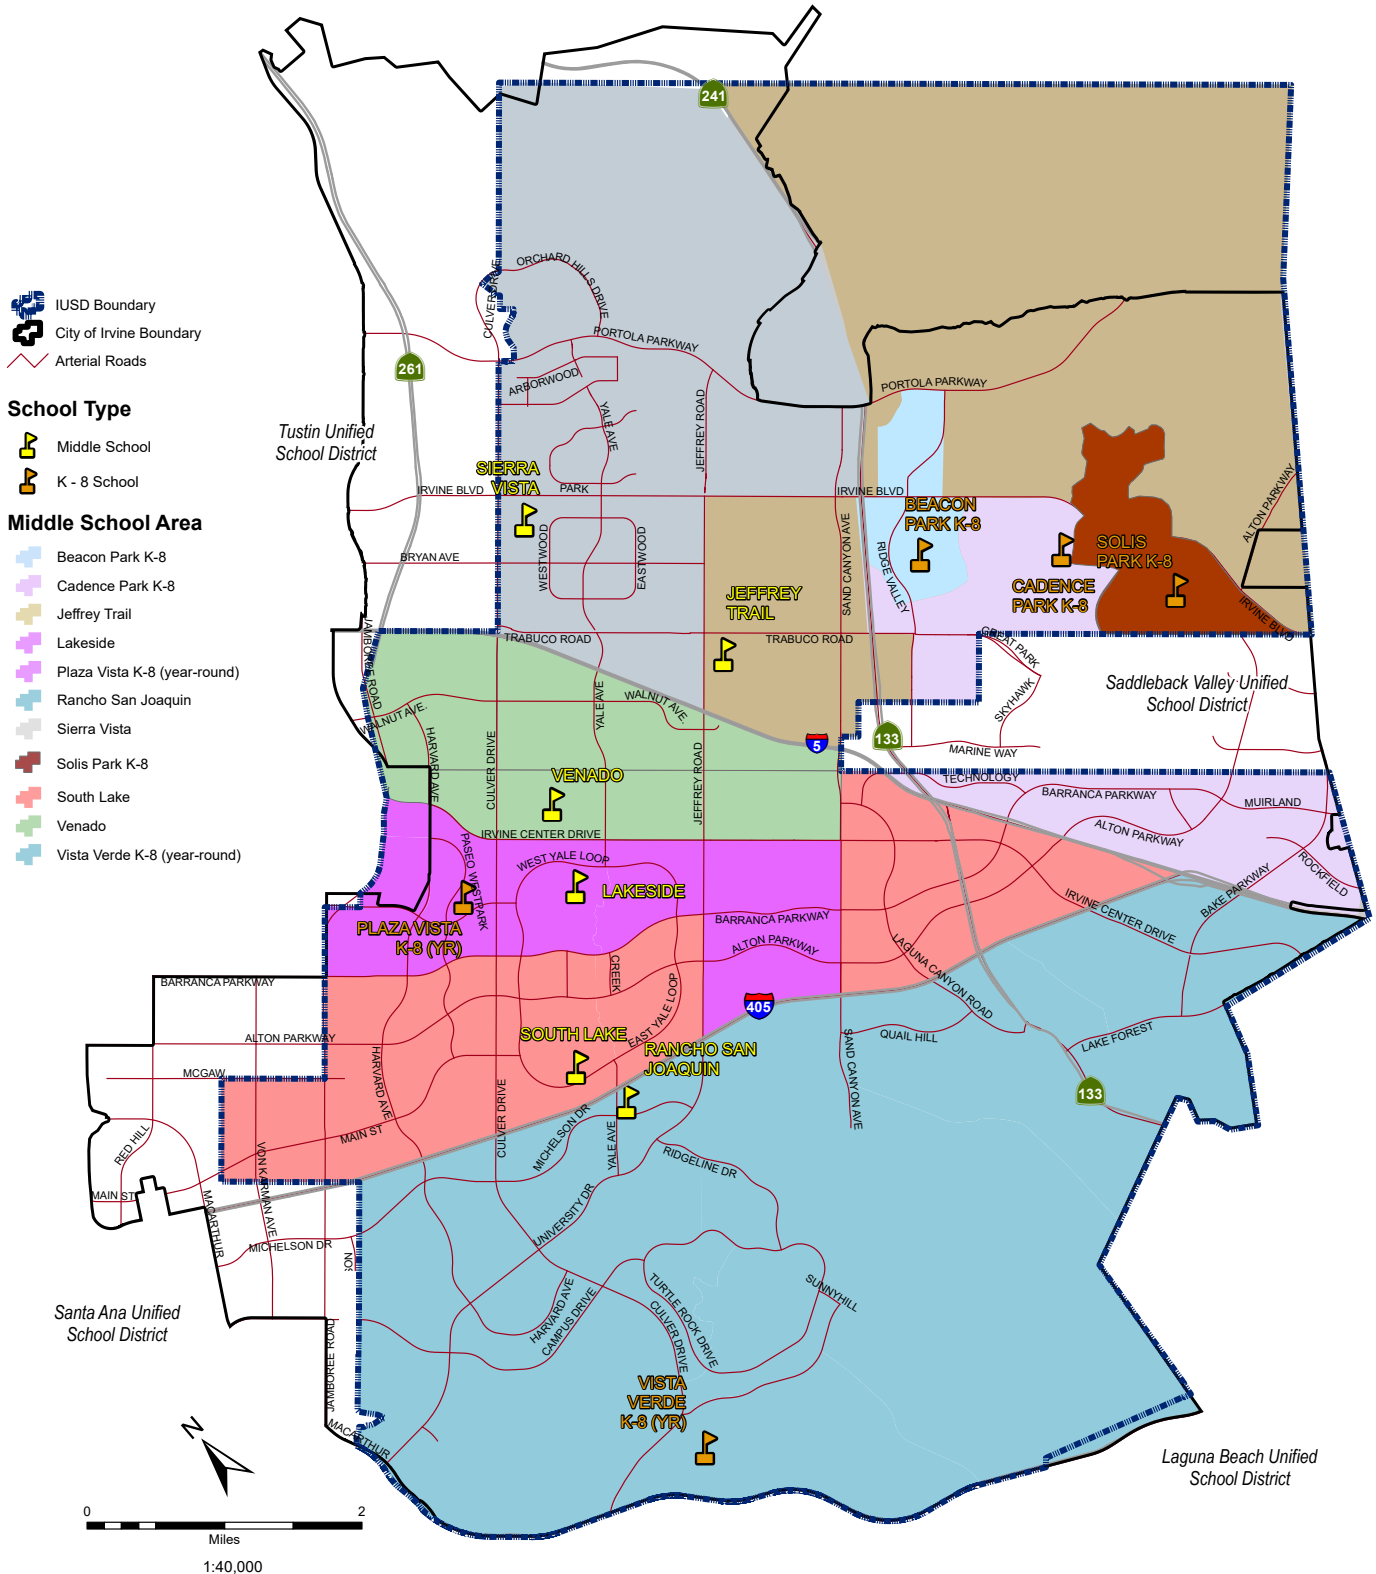 241
ORCHARD HILLS DRIVE
CULVER DRIVE
IUSD Boundary
City of Irvine Boundary
Arterial Roads
PORTOLA PARKWAY
261
ARBORWOOD
PORTOLA PARKWAY
School Type
Middle School
K - 8 School
Tustin Unified
School District
YALE AVE
JEFFREY ROAD
SIERRA
VISTA
IRVINE BLVD
PARK
IRVINE BLVD
ALTON PARKWAY
Middle School Area
Beacon Park K-8
Cadence Park K-8
Jeffrey Trail
Lakeside
Plaza Vista K-8 (year-round)
Rancho San Joaquin
Sierra Vista
Solis Park K-8
South Lake
Venado
Vista Verde K-8 (year-round)
BEACON
PARK K-8
SOLIS
PARK K-8
BRYAN AVE
WESTWOOD
EASTWOOD
SAND CANYON AVE
RIDGE VALLEY
CADENCE
PARK K-8
JEFFREY
TRAIL
IRVINE BLVD
TRABUCO ROAD
TRABUCO ROAD
GREAT PARK
JAMBOREE ROAD
SKYHAWK
Saddleback Valley Unified
School District
WALNUT AVE.
WALNUT AVE.
YALE AVE
HARVARD AVE
CULVER DRIVE
JEFFREY ROAD
5
133
MARINE WAY
VENADO
TECHNOLOGY
BARRANCA PARKWAY
MUIRLAND
ALTON PARKWAY
IRVINE CENTER DRIVE
PASEO WESTPARK
WEST YALE LOOP
LAKESIDE
ROCKFIELD
BAKE PARKWAY
IRVINE CENTER DRIVE
PLAZA VISTA
K-8 (YR)
BARRANCA PARKWAY
ALTON PARKWAY
LAGUNA CANYON ROAD
CREEK
BARRANCA PARKWAY
EAST YALE LOOP
405
ALTON PARKWAY
SOUTH LAKE
RANCHO SAN
JOAQUIN
QUAIL HILL
LAKE FOREST
SAND CANYON AVE
133
MCGAW
HARVARD AVE
CULVER DRIVE
MAIN ST
MICHELSON DR
YALE AVE
RIDGELINE DR
RED HILL
VON KARMAN AVE
MAIN ST
MACARTHUR
UNIVERSITY DR
MICHELSON DR
HARVARD AVE
CAMPUS DRIVE
TURTLE ROCK DRIVE
CULVER DRIVE
SUNNYHILL
Santa Ana Unified
School District
JAMBOREE ROAD
VISTA
VERDE
K-8 (YR)
MACARTHUR
N
Laguna Beach Unified
School District
0
2
Miles
1:40,000